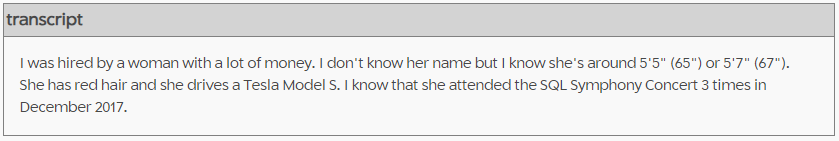 transcript
I was hired by a woman with a lot of money. I don't know her name but I know she's around 5'5" (65") or 5'7" (67").
She has red hair and she drives a Tesla Model S. I know that she attended the SQL Symphony Concert 3 times in
December 2017.